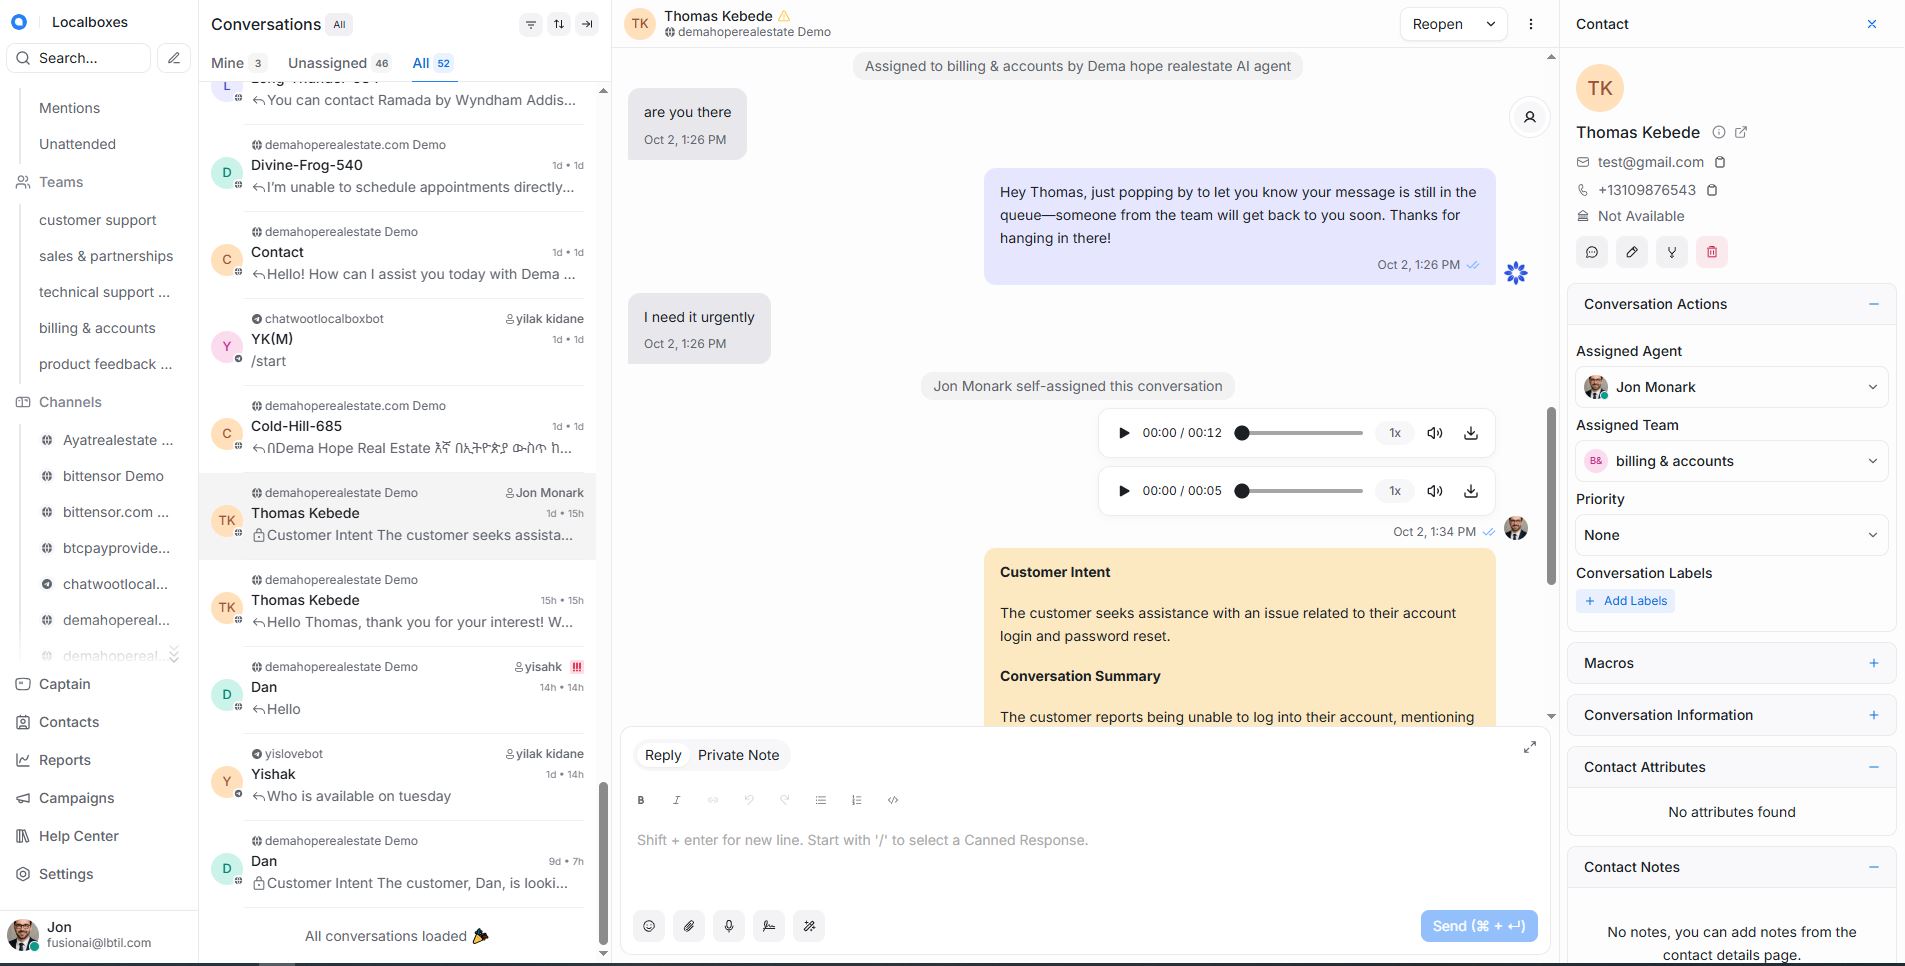 Localboxes
Search...
Mentions
Unattended
Teams
customer support
sales & partnerships
technical support ...
billing & accounts
product feedback ...
Channels
Ayatrealestate ...
bittensor Demo
bittensor.com ...
btcpayprovide...
chatwootlocal...
demahopereal...
demahopereal...
Captain
Contacts
Reports
Campaigns
Help Center
Settings
Jon
fusionai@lbtil.com
Conversations All
Mine 3 Unassigned 46 All 52
L
You can contact Ramada by Wyndham Addis...
demahoperealestate.com Demo
D Divine-Frog-540 1d • 1d
I'm unable to schedule appointments directly...
demahoperealestate Demo
C Contact 1d • 1d
Hello! How can I assist you today with Dema ...
chatwootlocalboxbot yilak kidane
Y YK(M) 1d • 1d
/start
demahoperealestate.com Demo
C Cold-Hill-685 1d • 1d
በDema Hope Real Estate እኛ በኢትዮጵያ ውስጥ ከ...
demahoperealestate Demo Jon Monark
TK Thomas Kebede 1d • 15h
Customer Intent The customer seeks assista...
demahoperealestate Demo
TK Thomas Kebede 15h • 15h
Hello Thomas, thank you for your interest! W...
demahoperealestate Demo yisahk !!!
D Dan 14h • 14h
Hello
yislovebot yilak kidane
Y Yishak 1d • 14h
Who is available on tuesday
demahoperealestate Demo
D Dan 9d • 7h
Customer Intent The customer, Dan, is looki...
All conversations loaded 🎉
TK Thomas Kebede
demahoperealestate Demo
Reopen
Assigned to billing & accounts by Dema hope realestate AI agent
are you there
Oct 2, 1:26 PM
Hey Thomas, just popping by to let you know your message is still in the
queue—someone from the team will get back to you soon. Thanks for
hanging in there!
Oct 2, 1:26 PM
I need it urgently
Oct 2, 1:26 PM
Jon Monark self-assigned this conversation
00:00 / 00:12 1x
00:00 / 00:05 1x
Oct 2, 1:34 PM
Customer Intent
The customer seeks assistance with an issue related to their account
login and password reset.
Conversation Summary
The customer reports being unable to log into their account, mentioning
Reply Private Note
B I
Shift + enter for new line. Start with '/' to select a Canned Response.
Send (⌘ + ↵)
Contact
TK
Thomas Kebede
test@gmail.com
+13109876543
Not Available
Conversation Actions
Assigned Agent
Jon Monark
Assigned Team
B& billing & accounts
Priority
None
Conversation Labels
+ Add Labels
Macros
Conversation Information
Contact Attributes
No attributes found
Contact Notes
No notes, you can add notes from the
contact details page.